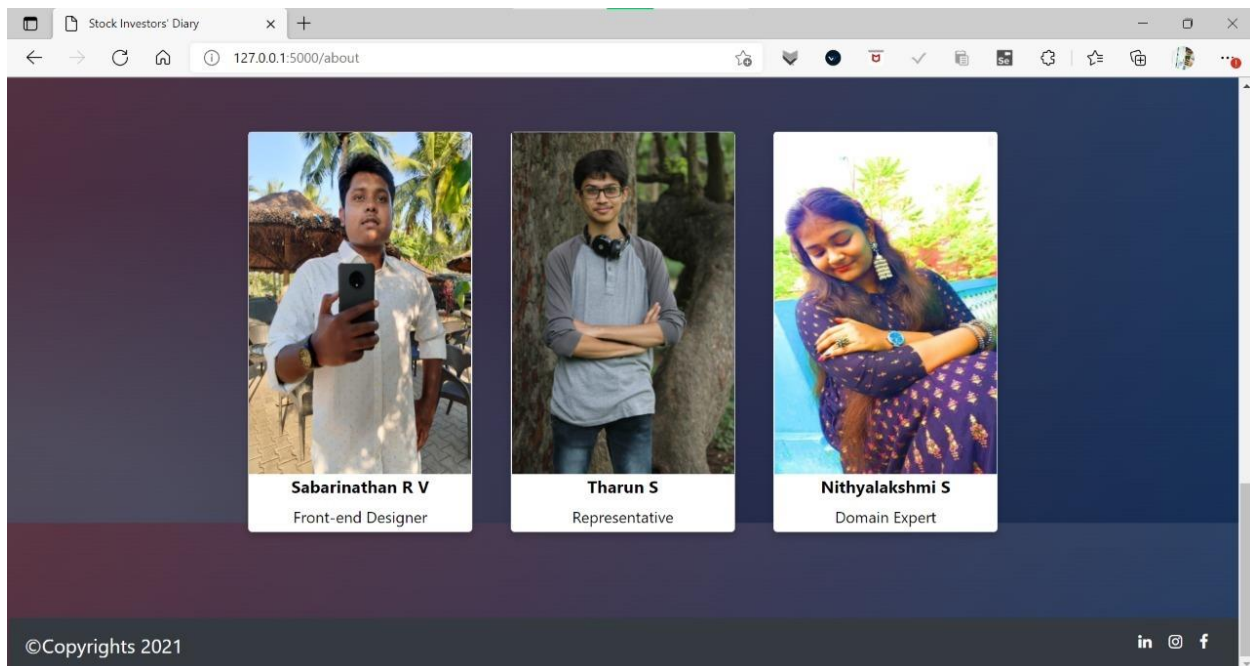 Stock Investors' Diary
127.0.0.1:5000/about
Se
Sabarinathan R V
Front-end Designer
Tharun S
Representative
Nithyalakshmi S
Domain Expert
©Copyrights 2021
in
f